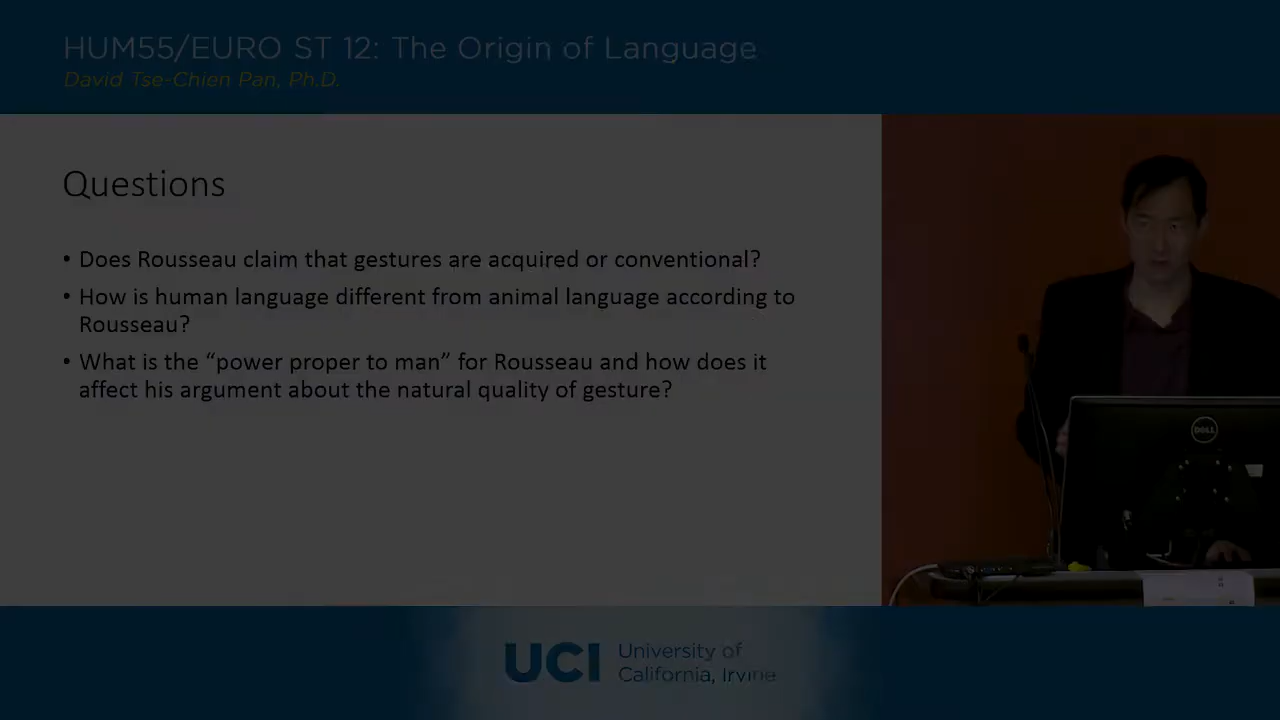 HUM55/EURO ST 12: The Origin of Language
David Tse-Chien Pan, Ph.D.
Questions
• Does Rousseau claim that gestures are acquired or conventional?
• How is human language different from animal language according to
Rousseau?
• What is the “power proper to man” for Rousseau and how does it
affect his argument about the natural quality of gesture?
DELL
UCI
University of
California, Irvine